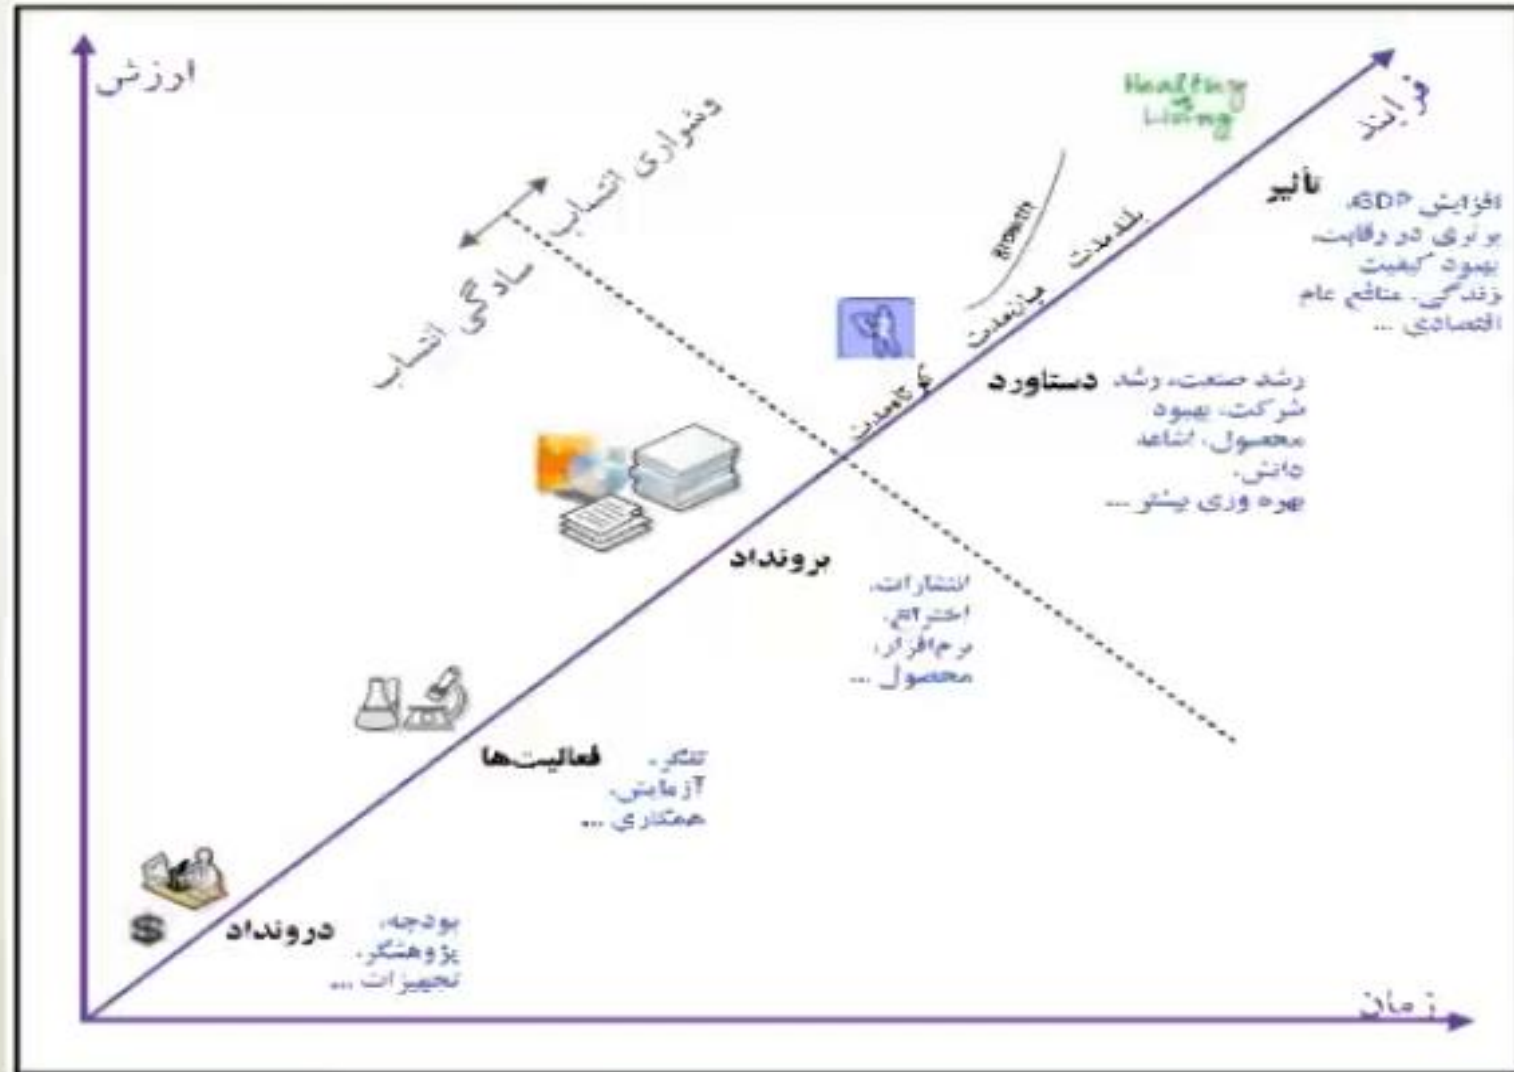 ارزش
فرایند
Healthy
Living
دشواری انتساب
سادگی انتساب
Growth
بلندمدت
میان‌مدت
کوتاه‌مدت
تأثیر
افزایش GDP،
برتری در رقابت،
بهبود کیفیت
زندگی، منافع عام
اقتصادی ...
دستاورد
رشد صنعت، رشد
شرکت، بهبود
محصول، اشاعه
دانش،
بهره وری بیشتر ...
برونداد
انتشارات،
اختراع،
نرم‌افزار،
محصول ...
فعالیت‌ها
تفکر،
آزمایش،
همکاری ...
درونداد
بودجه،
پژوهشگر،
تجهیزات ...
$
زمان